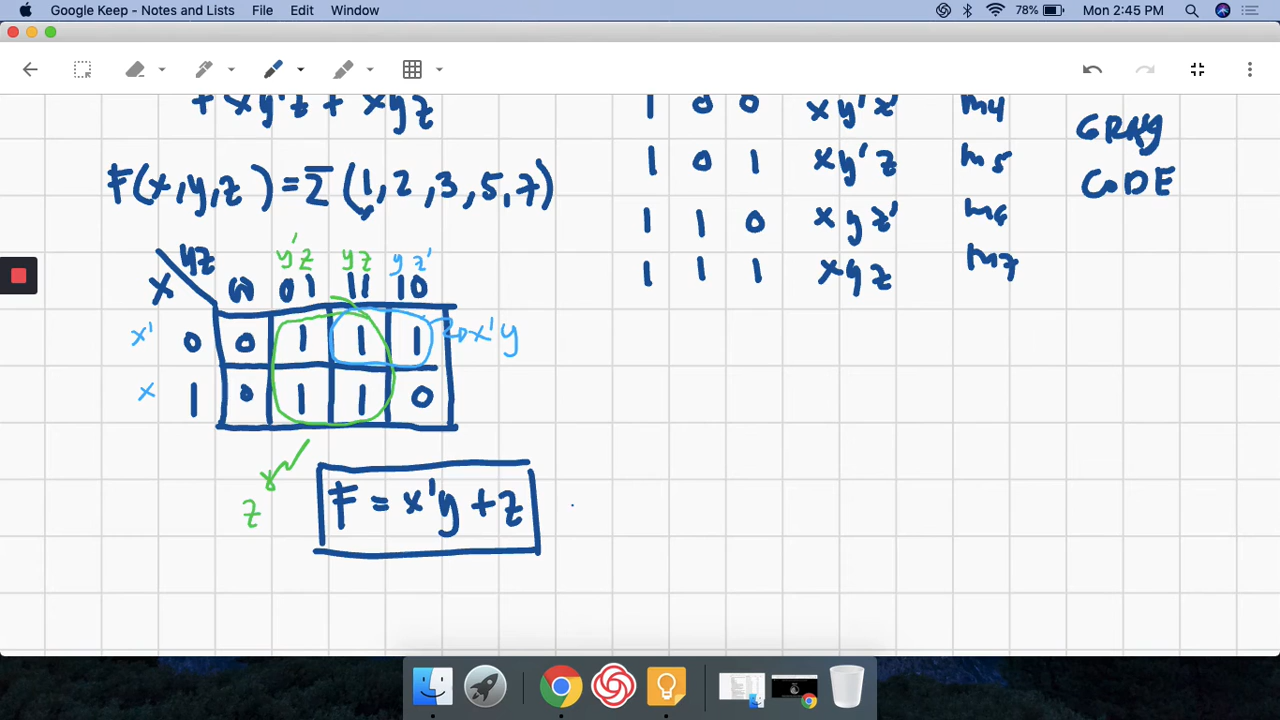 Google Keep - Notes and Lists File Edit Window 78% Mon 2:45 PM
+ xy'z + xyz
F(x,y,z) = Σ (1,2,3,5,7)
y'z yz yz'
x yz 00 01 11 10
x' 0 0 1 1 1 x'y
x 1 0 1 1 0
z
F = x'y + z
1 0 0 xy'z' m4
1 0 1 xy'z m5
1 1 0 xyz' m6
1 1 1 xyz m7
GRAY
CODE